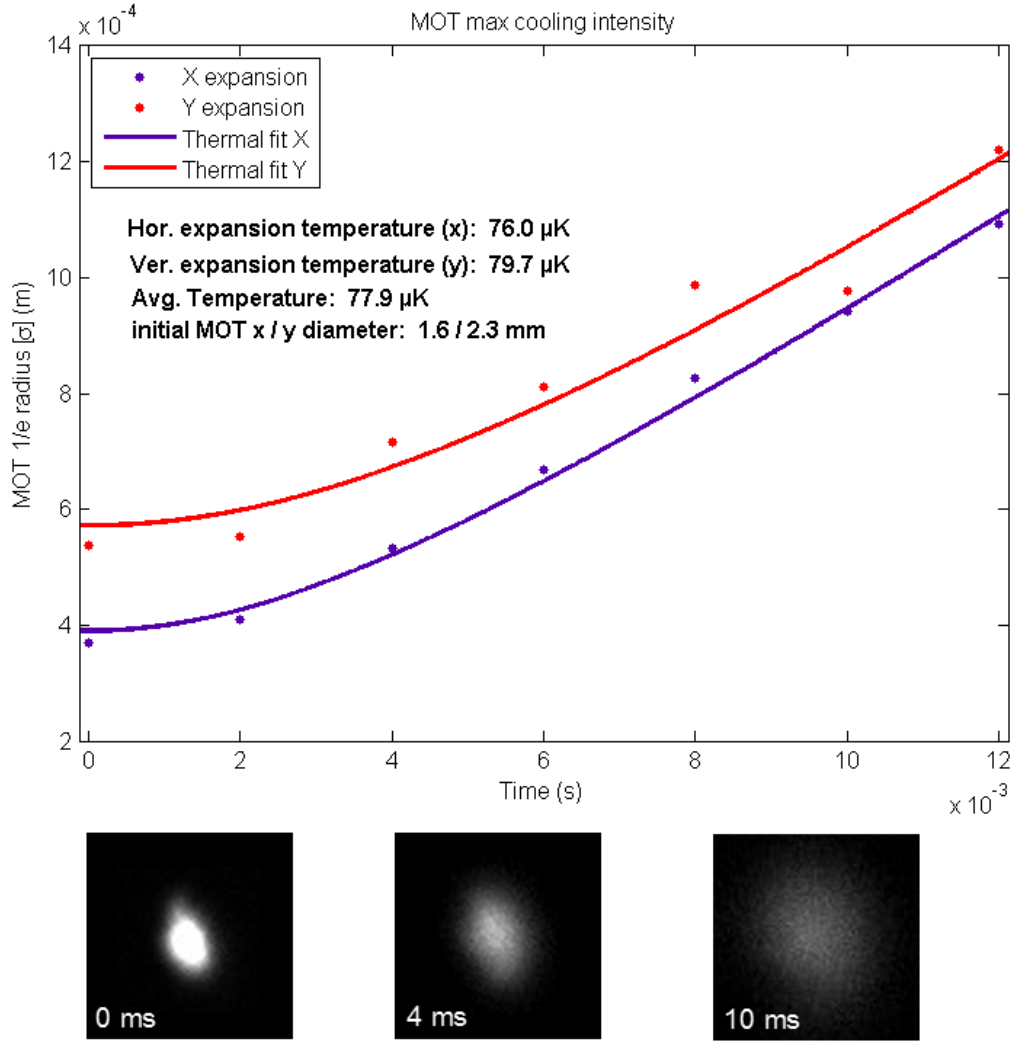 MOT max cooling intensity
x 10⁻⁴
14
12
10
8
6
4
2
MOT 1/e radius [σ] (m)
X expansion
Y expansion
Thermal fit X
Thermal fit Y
Hor. expansion temperature (x): 76.0 µK
Ver. expansion temperature (y): 79.7 µK
Avg. Temperature: 77.9 µK
initial MOT x / y diameter: 1.6 / 2.3 mm
0 2 4 6 8 10 12
Time (s)
x 10⁻³
0 ms
4 ms
10 ms